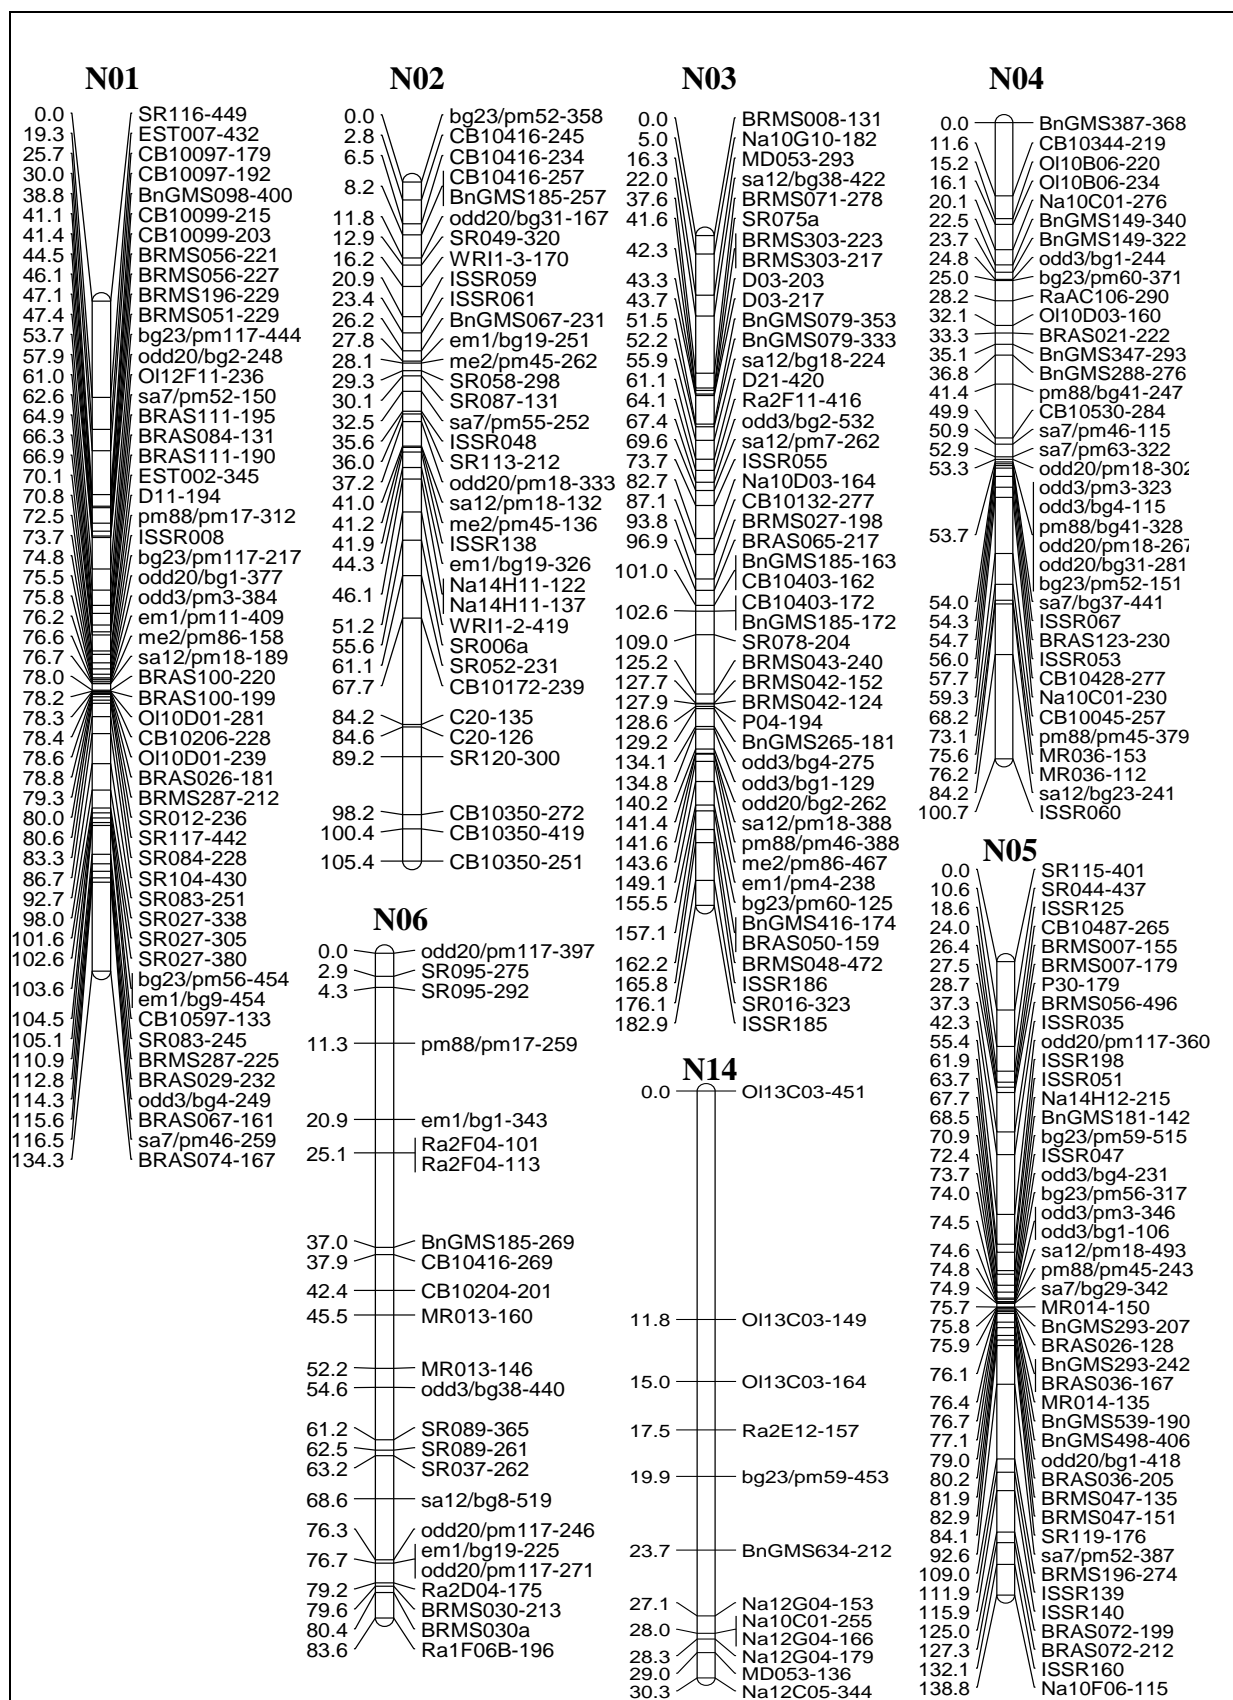 N01
0.0 SR116-449
19.3 EST007-432
25.7 CB10097-179
30.0 CB10097-192
38.8 BnGMS098-400
41.1 CB10099-215
41.4 CB10099-203
44.5 BRMS056-221
46.1 BRMS056-227
47.1 BRMS196-229
47.4 BRMS051-229
53.7 bg23/pm117-444
57.9 odd20/bg2-248
61.0 Ol12F11-236
62.6 sa7/pm52-150
64.9 BRAS111-195
66.3 BRAS084-131
66.9 BRAS111-190
70.1 EST002-345
70.8 D11-194
72.5 pm88/pm17-312
73.7 ISSR008
74.8 bg23/pm117-217
75.5 odd20/bg1-377
75.8 odd3/pm3-384
76.2 em1/pm11-409
76.6 me2/pm86-158
76.7 sa12/pm18-189
78.0 BRAS100-220
78.2 BRAS100-199
78.3 Ol10D01-281
78.4 CB10206-228
78.6 Ol10D01-239
78.8 BRAS026-181
79.3 BRMS287-212
80.0 SR012-236
80.6 SR117-442
83.3 SR084-228
86.7 SR104-430
92.7 SR083-251
98.0 SR027-338
101.6 SR027-305
102.6 SR027-380
103.6 bg23/pm56-454
em1/bg9-454
104.5 CB10597-133
105.1 SR083-245
110.9 BRMS287-225
112.8 BRAS029-232
114.3 odd3/bg4-249
115.6 BRAS067-161
116.5 sa7/pm46-259
134.3 BRAS074-167
N02
0.0 bg23/pm52-358
2.8 CB10416-245
6.5 CB10416-234
8.2 CB10416-257
BnGMS185-257
11.8 odd20/bg31-167
12.9 SR049-320
16.2 WRI1-3-170
20.9 ISSR059
23.4 ISSR061
26.2 BnGMS067-231
27.8 em1/bg19-251
28.1 me2/pm45-262
29.3 SR058-298
30.1 SR087-131
32.5 sa7/pm55-252
35.6 ISSR048
36.0 SR113-212
37.2 odd20/pm18-333
41.0 sa12/pm18-132
41.2 me2/pm45-136
41.9 ISSR138
44.3 em1/bg19-326
46.1 Na14H11-122
Na14H11-137
51.2 WRI1-2-419
55.6 SR006a
61.1 SR052-231
67.7 CB10172-239
84.2 C20-135
84.6 C20-126
89.2 SR120-300
98.2 CB10350-272
100.4 CB10350-419
105.4 CB10350-251
N06
0.0 odd20/pm117-397
2.9 SR095-275
4.3 SR095-292
11.3 pm88/pm17-259
20.9 em1/bg1-343
25.1 Ra2F04-101
Ra2F04-113
37.0 BnGMS185-269
37.9 CB10416-269
42.4 CB10204-201
45.5 MR013-160
52.2 MR013-146
54.6 odd3/bg38-440
61.2 SR089-365
62.5 SR089-261
63.2 SR037-262
68.6 sa12/bg8-519
76.3 odd20/pm117-246
76.7 em1/bg19-225
odd20/pm117-271
79.2 Ra2D04-175
79.6 BRMS030-213
80.4 BRMS030a
83.6 Ra1F06B-196
N03
0.0 BRMS008-131
5.0 Na10G10-182
16.3 MD053-293
22.0 sa12/bg38-422
37.6 BRMS071-278
41.6 SR075a
42.3 BRMS303-223
BRMS303-217
43.3 D03-203
43.7 D03-217
51.5 BnGMS079-353
52.2 BnGMS079-333
55.9 sa12/bg18-224
61.1 D21-420
64.1 Ra2F11-416
67.4 odd3/bg2-532
69.6 sa12/pm7-262
73.7 ISSR055
82.7 Na10D03-164
87.1 CB10132-277
93.8 BRMS027-198
96.9 BRAS065-217
101.0 BnGMS185-163
CB10403-162
102.6 CB10403-172
BnGMS185-172
109.0 SR078-204
125.2 BRMS043-240
127.7 BRMS042-152
127.9 BRMS042-124
128.6 P04-194
129.2 BnGMS265-181
134.1 odd3/bg4-275
134.8 odd3/bg1-129
140.2 odd20/bg2-262
141.4 sa12/pm18-388
141.6 pm88/pm46-388
143.6 me2/pm86-467
149.1 em1/pm4-238
155.5 bg23/pm60-125
157.1 BnGMS416-174
BRAS050-159
162.2 BRMS048-472
165.8 ISSR186
176.1 SR016-323
182.9 ISSR185
N14
0.0 Ol13C03-451
11.8 Ol13C03-149
15.0 Ol13C03-164
17.5 Ra2E12-157
19.9 bg23/pm59-453
23.7 BnGMS634-212
27.1 Na12G04-153
28.0 Na10C01-255
Na12G04-166
28.3 Na12G04-179
29.0 MD053-136
30.3 Na12C05-344
N04
0.0 BnGMS387-368
11.6 CB10344-219
15.2 Ol10B06-220
16.1 Ol10B06-234
20.1 Na10C01-276
22.5 BnGMS149-340
23.7 BnGMS149-322
24.8 odd3/bg1-244
25.0 bg23/pm60-371
28.2 RaAC106-290
32.1 Ol10D03-160
33.3 BRAS021-222
35.1 BnGMS347-293
36.8 BnGMS288-276
41.4 pm88/bg41-247
49.9 CB10530-284
50.9 sa7/pm46-115
52.9 sa7/pm63-322
53.3 odd20/pm18-302
53.7 odd3/pm3-323
odd3/bg4-115
pm88/bg41-328
odd20/pm18-267
odd20/bg31-281
bg23/pm52-151
54.0 sa7/bg37-441
54.3 ISSR067
54.7 BRAS123-230
56.0 ISSR053
57.7 CB10428-277
59.3 Na10C01-230
68.2 CB10045-257
73.1 pm88/pm45-379
75.6 MR036-153
76.2 MR036-112
84.2 sa12/bg23-241
100.7 ISSR060
N05
0.0 SR115-401
10.6 SR044-437
18.6 ISSR125
24.0 CB10487-265
26.4 BRMS007-155
27.5 BRMS007-179
28.7 P30-179
37.3 BRMS056-496
42.3 ISSR035
55.4 odd20/pm117-360
61.9 ISSR198
63.7 ISSR051
67.7 Na14H12-215
68.5 BnGMS181-142
70.9 bg23/pm59-515
72.4 ISSR047
73.7 odd3/bg4-231
74.0 bg23/pm56-317
74.5 odd3/pm3-346
odd3/bg1-106
74.6 sa12/pm18-493
74.8 pm88/pm45-243
74.9 sa7/bg29-342
75.7 MR014-150
75.8 BnGMS293-207
75.9 BRAS026-128
76.1 BnGMS293-242
BRAS036-167
76.4 MR014-135
76.7 BnGMS539-190
77.1 BnGMS498-406
79.0 odd20/bg1-418
80.2 BRAS036-205
81.9 BRMS047-135
82.9 BRMS047-151
84.1 SR119-176
92.6 sa7/pm52-387
109.0 BRMS196-274
111.9 ISSR139
115.9 ISSR140
125.0 BRAS072-199
127.3 BRAS072-212
132.1 ISSR160
138.8 Na10F06-115